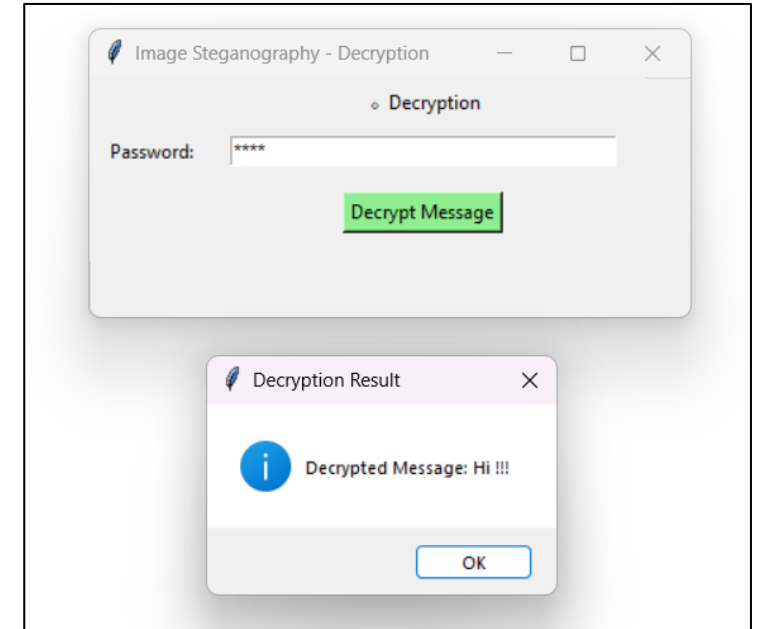 Image Steganography - Decryption
Decryption
Password: ****
Decrypt Message
Decryption Result
Decrypted Message: Hi !!!
OK